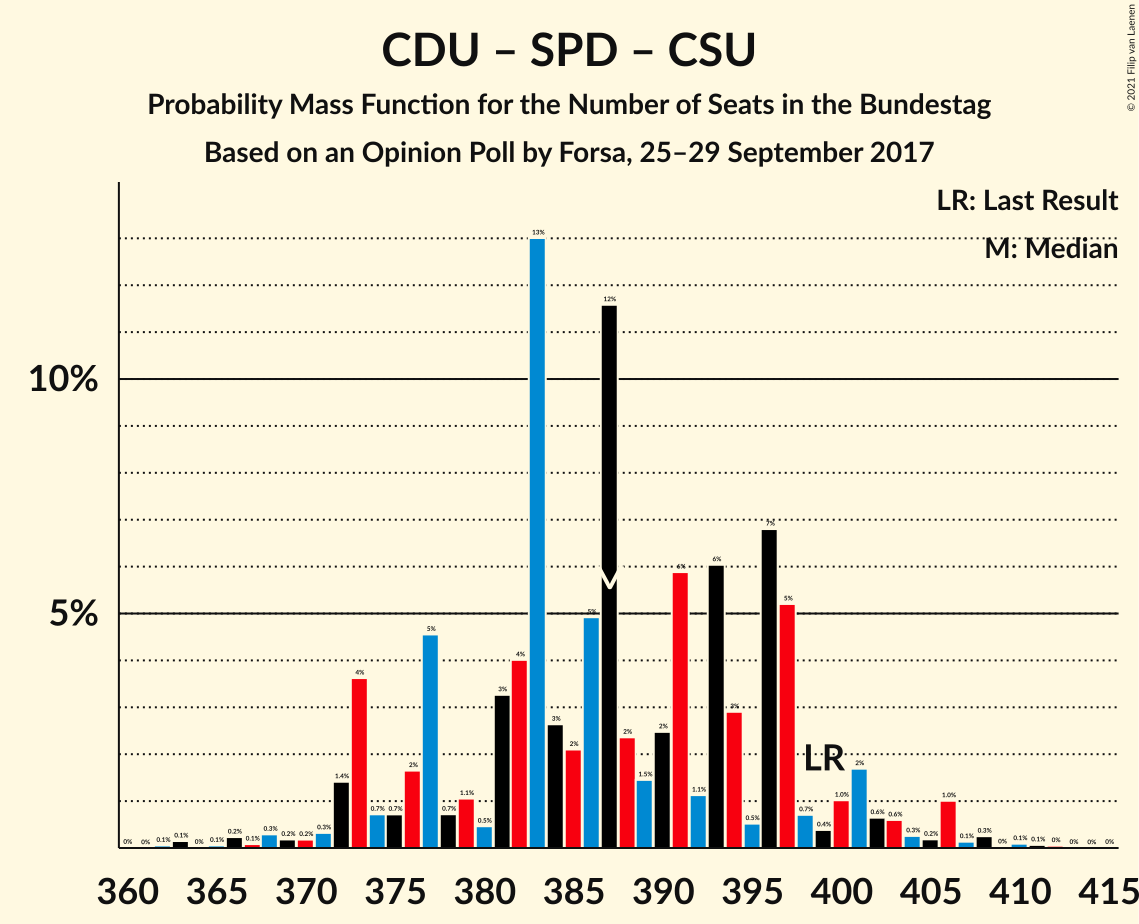 © 2021 Filip van Laenen
CDU – SPD – CSU
Probability Mass Function for the Number of Seats in the Bundestag
Based on an Opinion Poll by Forsa, 25–29 September 2017
LR: Last Result
M: Median
10%
5%
0% 0% 0.1% 0.1% 0% 0.1% 0.2% 0.1% 0.3% 0.2% 0.2% 0.3% 1.4% 4% 0.7% 0.7% 2% 5% 0.7% 1.1% 0.5% 3% 4% 13% 3% 2% 5% 12% 2% 1.5% 2% 6% 1.1% 6% 3% 0.5% 7% 5% 0.7% 0.4% 1.0% 2% 0.6% 0.6% 0.3% 0.2% 1.0% 0.1% 0.3% 0% 0.1% 0.1% 0% 0% 0% 0%
LR
360 365 370 375 380 385 390 395 400 405 410 415